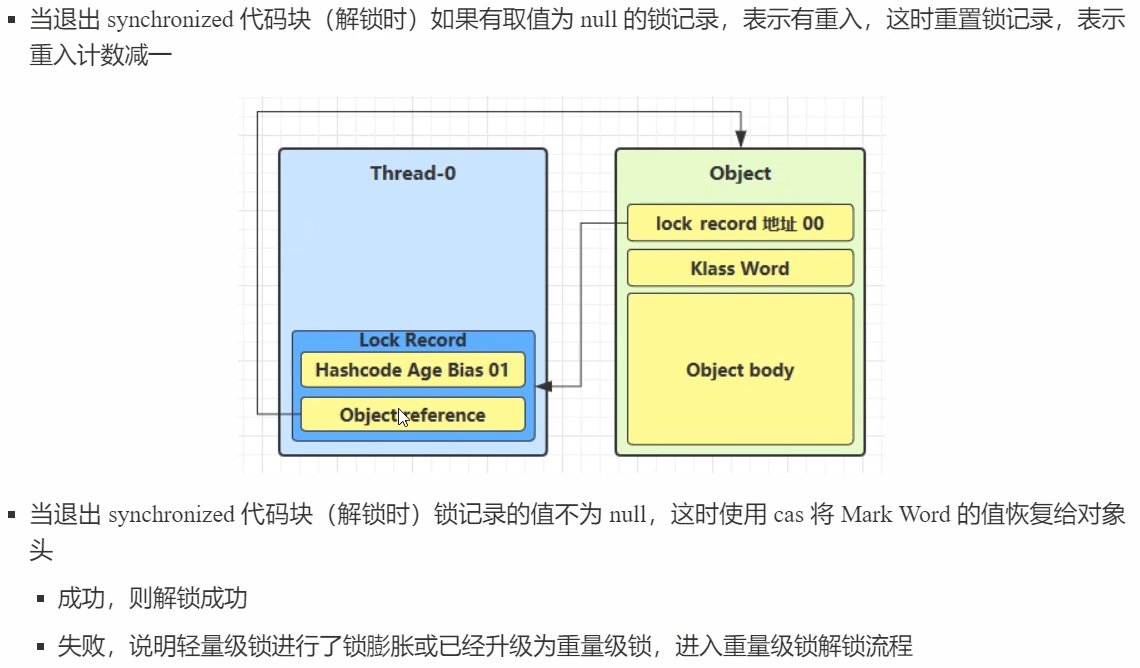 当退出 synchronized 代码块（解锁时）如果有取值为 null 的锁记录，表示有重入，这时重置锁记录，表示
重入计数减一
Thread-0
Object
lock record 地址 00
Klass Word
Lock Record
Hashcode Age Bias 01
Object body
Object reference
当退出 synchronized 代码块（解锁时）锁记录的值不为 null，这时使用 cas 将 Mark Word 的值恢复给对象
头
成功，则解锁成功
失败，说明轻量级锁进行了锁膨胀或已经升级为重量级锁，进入重量级锁解锁流程